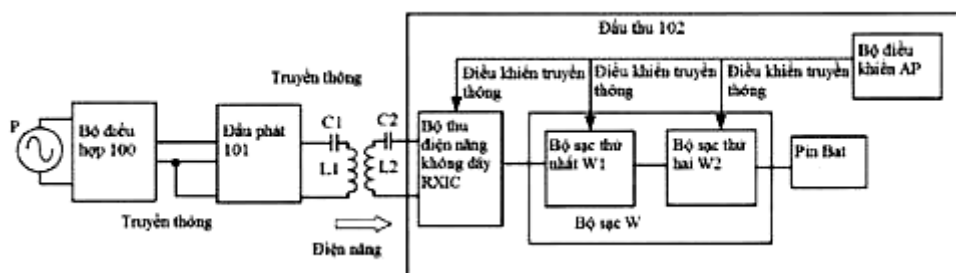 Đầu thu 102
Bộ điều
khiển AP
Truyền thông
Điều khiển truyền
thông
Điều khiển truyền
thông
Điều khiển truyền
thông
P
Bộ điều
hợp 100
Đầu phát
101
C1
L1
C2
L2
Bộ thu
điện năng
không dây
RXIC
Bộ sạc thứ
nhất W1
Bộ sạc thứ
hai W2
Pin Bat
Bộ sạc W
Truyền thông
Điện năng